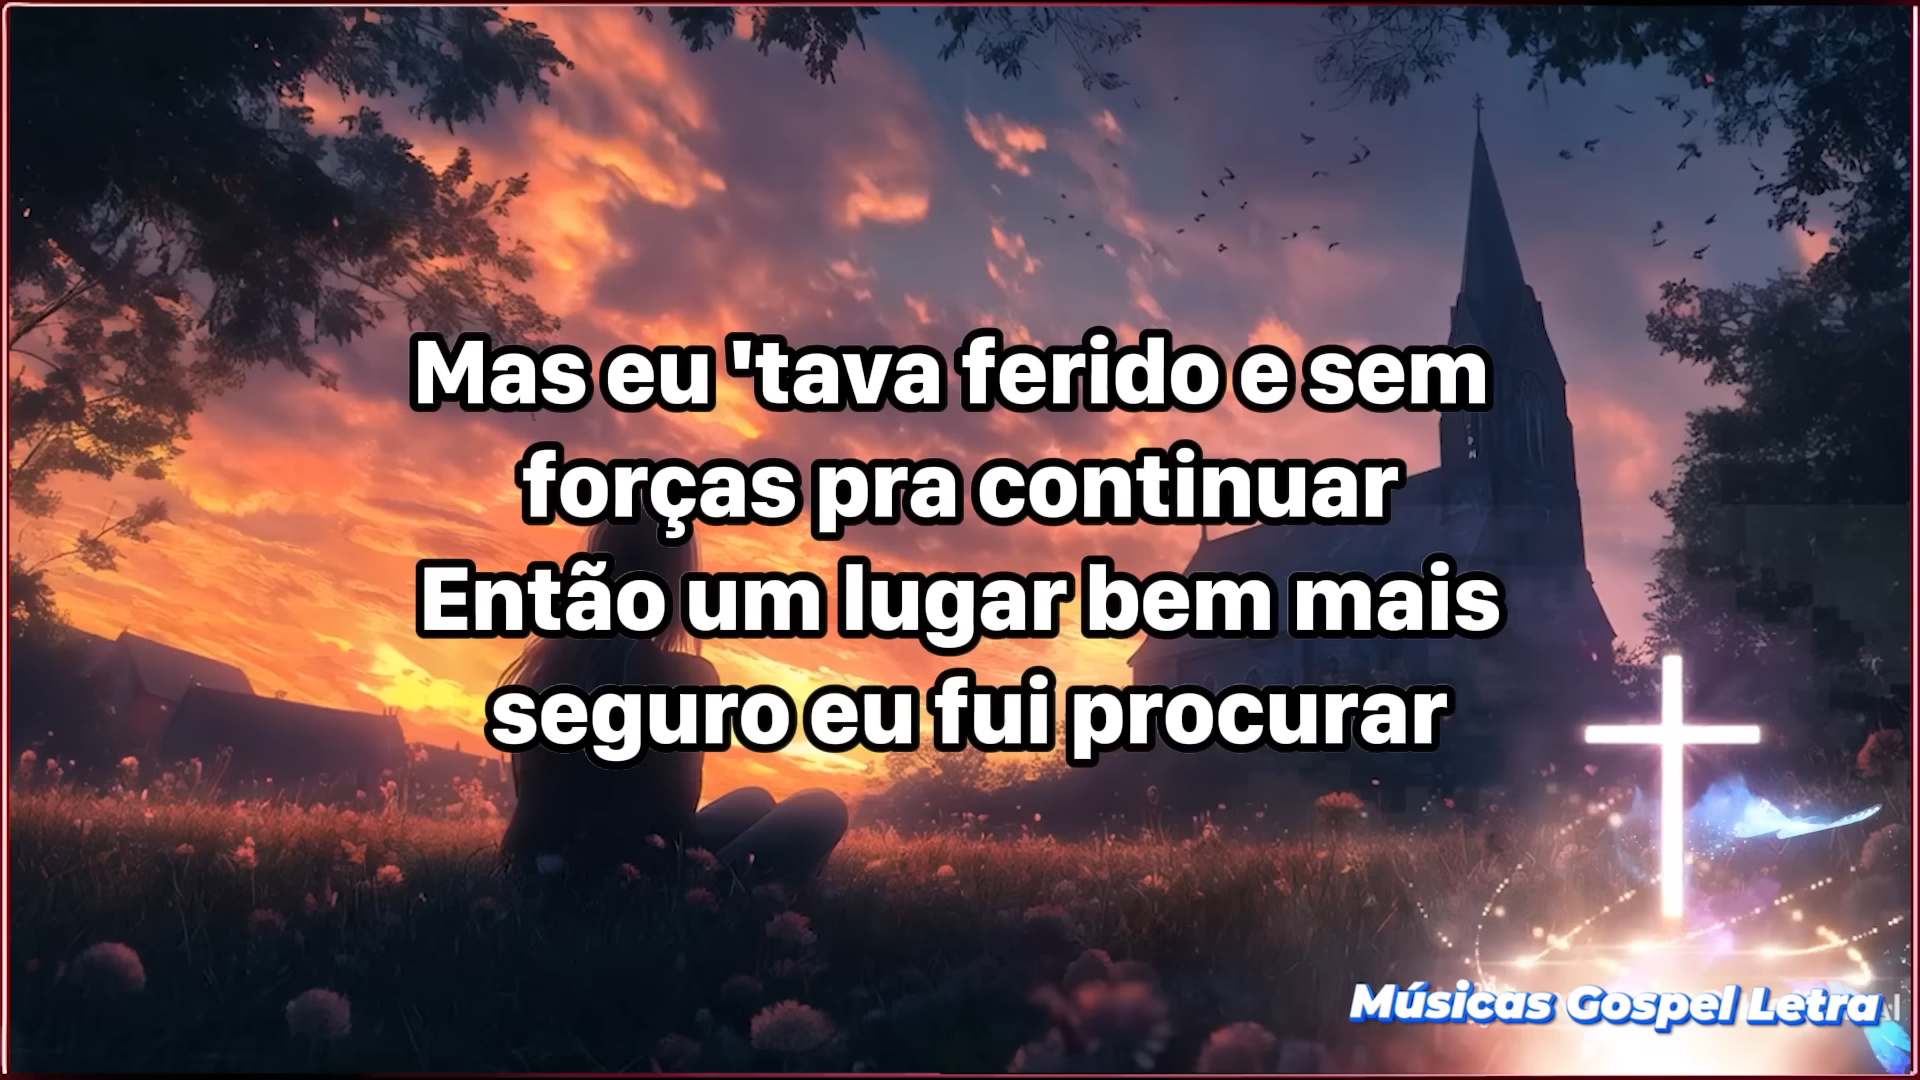 Mas eu 'tava ferido e sem
forças pra continuar
Então um lugar bem mais
seguro eu fui procurar
Músicas Gospel Letra